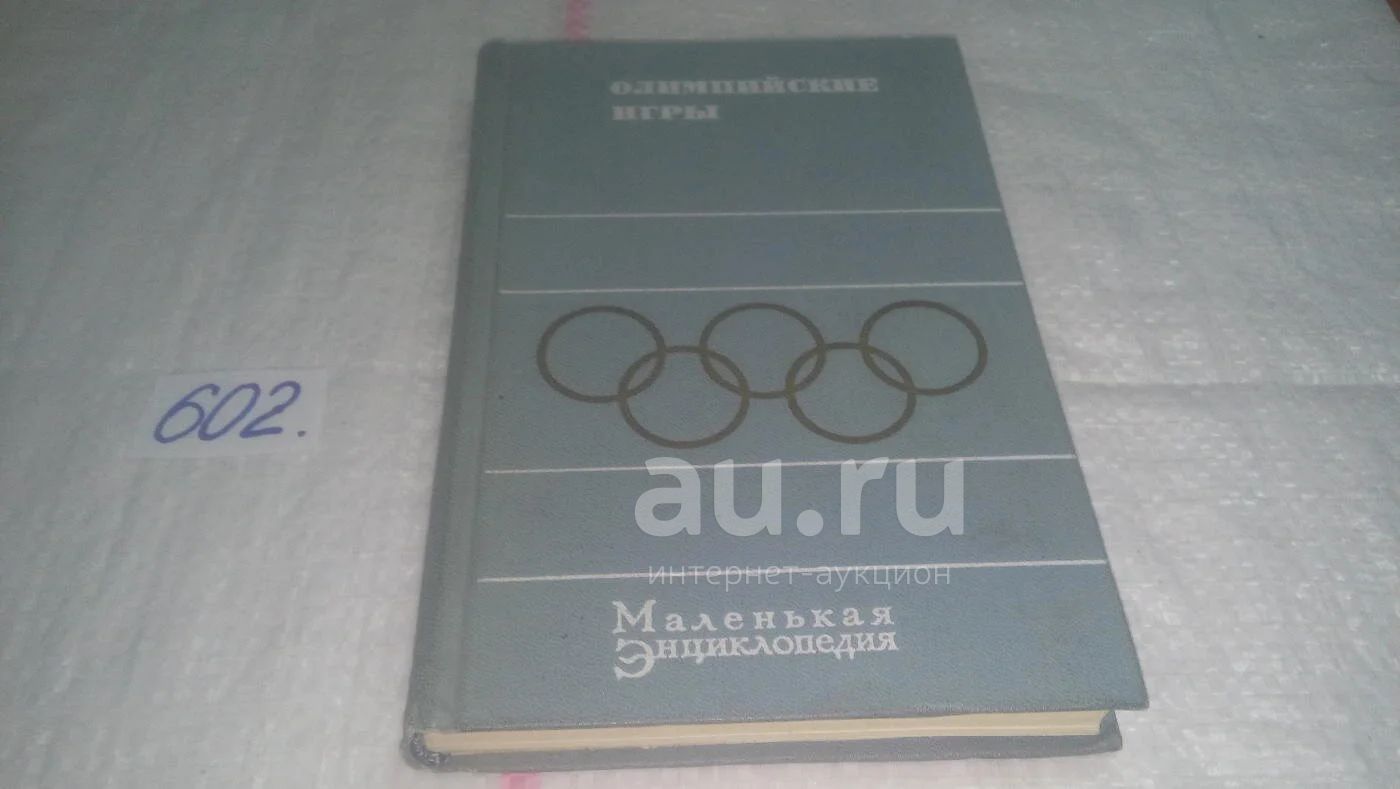 ОЛИМПИЙСКИЕ
ИГРЫ
602.
au.ru
интернет-аукцион
Маленькая
Энциклопедия